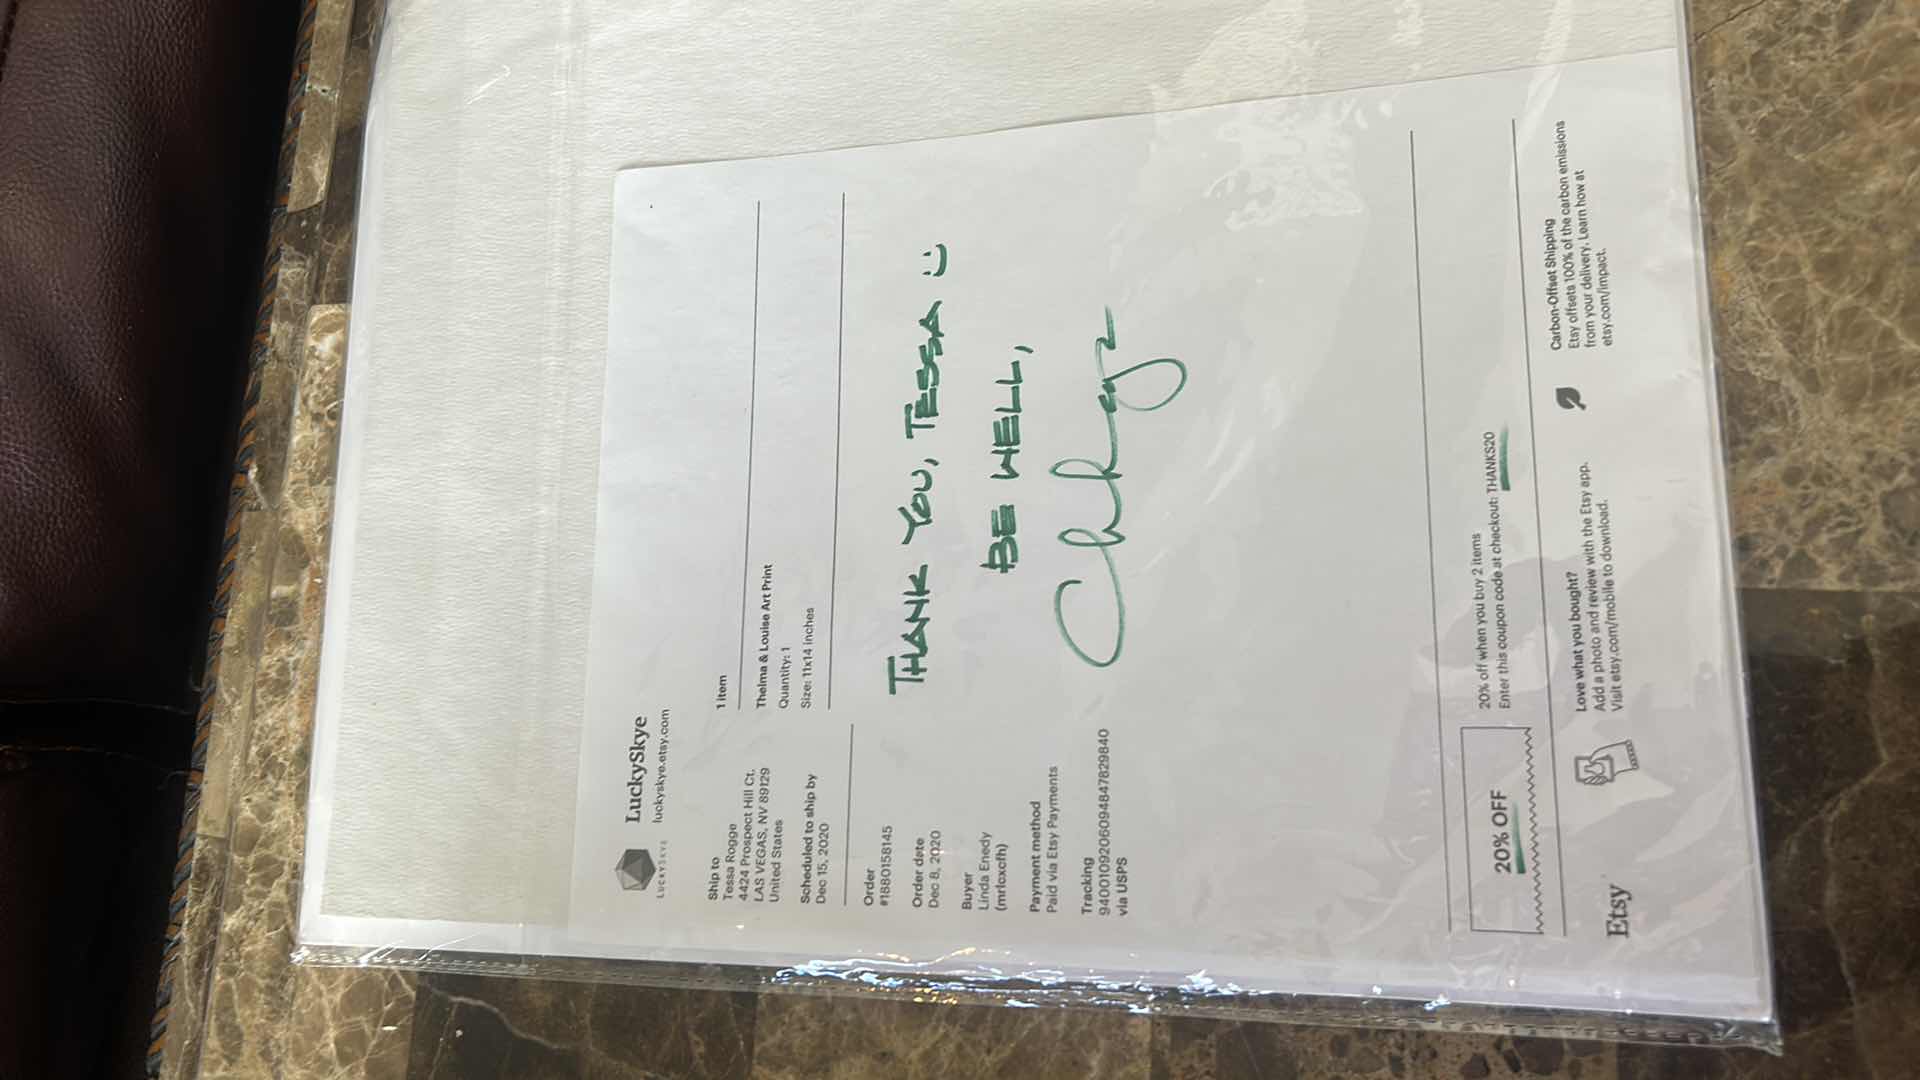 LUCKYSKYE
LuckySkye
luckyskye.etsy.com
Ship to
Tessa Rogge
4424 Prospect Hill Ct.
LAS VEGAS, NV 89129
United States
Scheduled to ship by
Dec 15, 2020
Order
#1880158145
Order date
Dec 8, 2020
Buyer
Linda Enedy
(mrlcxcfh)
Payment method
Paid via Etsy Payments
Tracking
9400109206094847829840
via USPS
1 item
Thelma & Louise Art Print
Quantity: 1
Size: 11x14 inches
THANK YOU, TESSA :)
BE WELL,
20% OFF
20% off when you buy 2 items
Enter this coupon code at checkout: THANKS20
Etsy
Love what you bought?
Add a photo and review with the Etsy app.
Visit etsy.com/mobile to download.
Carbon-Offset Shipping
Etsy offsets 100% of the carbon emissions
from your delivery. Learn how at
etsy.com/impact.